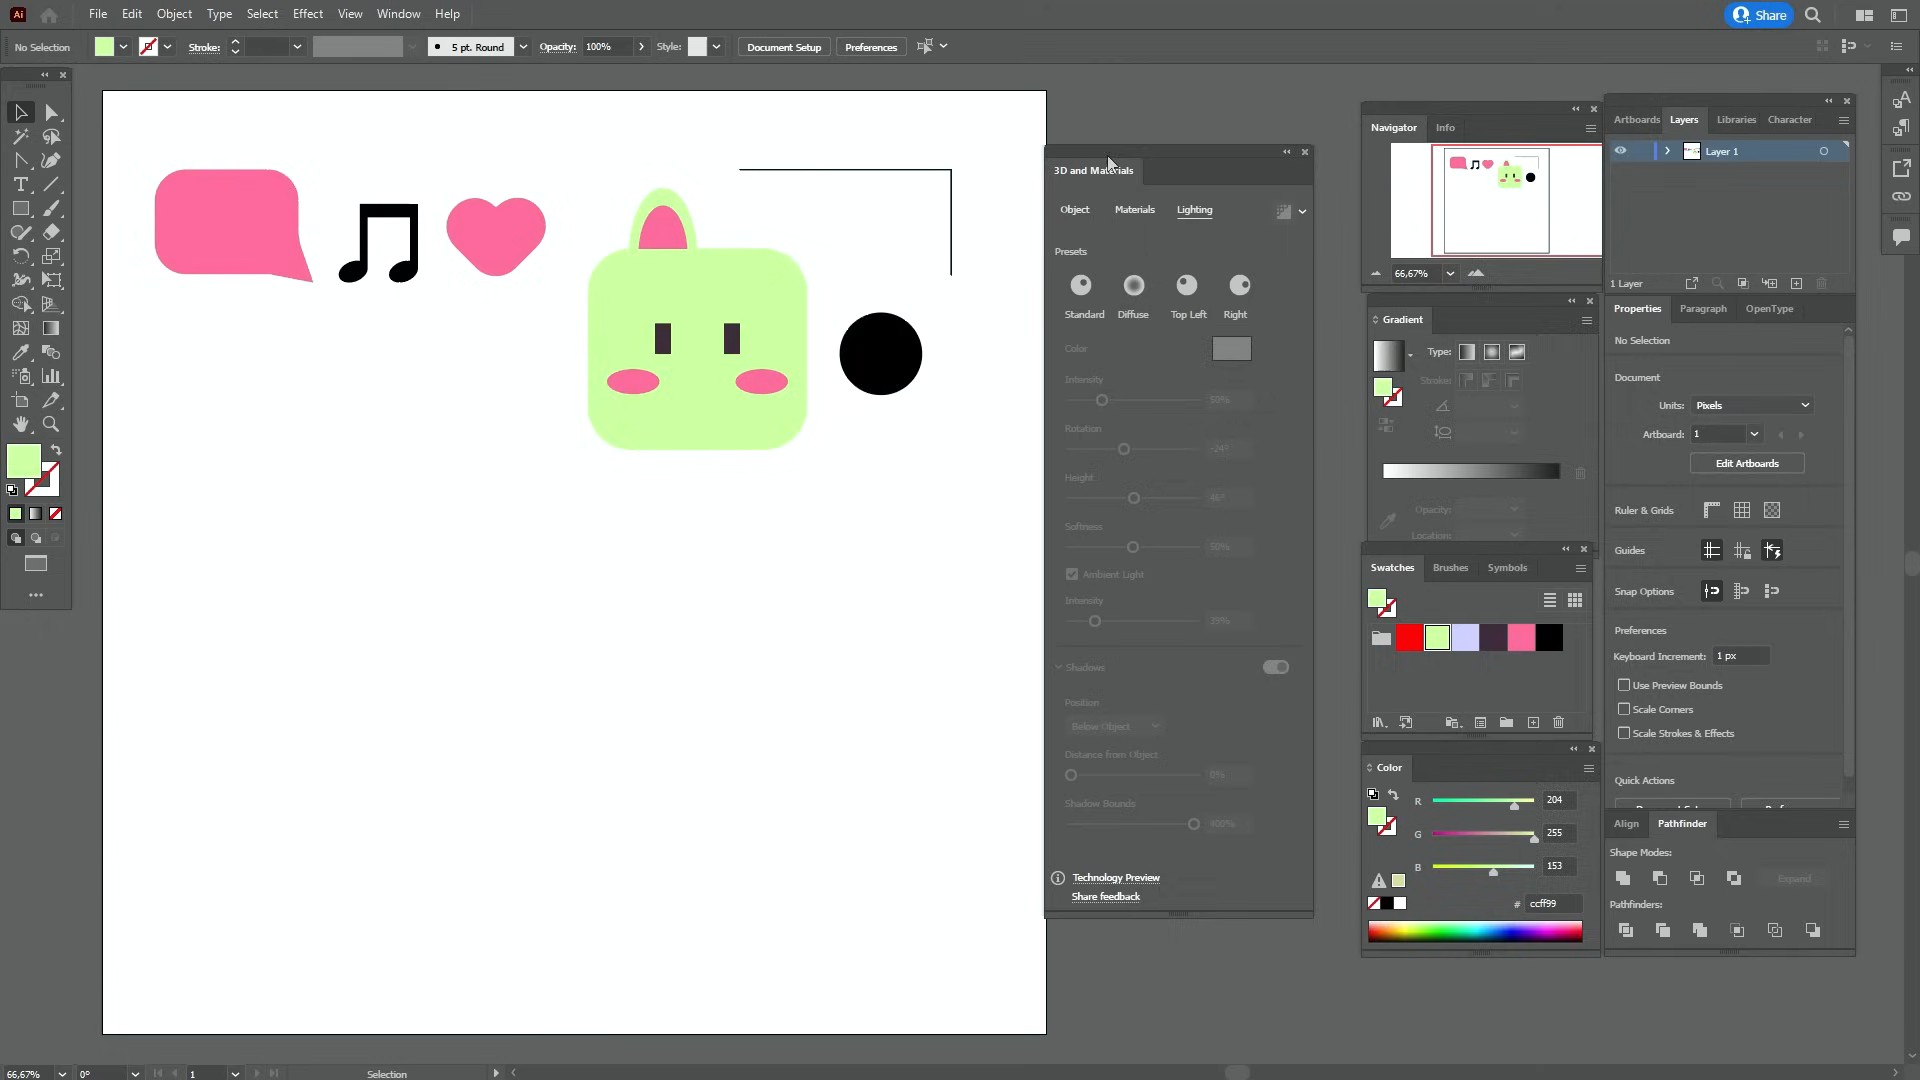 Ai File Edit Object Type Select Effect View Window Help Share
No Selection Stroke: 5 pt. Round Opacity: 100% Style: Document Setup Preferences
3D and Materials
Object Materials Lighting
Presets
Standard Diffuse Top Left Right
Color
Intensity
50%
Rotation
-24°
Height
46°
Softness
50%
Ambient Light
Intensity
39%
Shadows
Position
Below Object
Distance from Object
0%
Shadow Bounds
400%
Technology Preview
Share feedback
Navigator Info
66,67%
Gradient
Type:
Stroke:
Opacity:
Location:
Swatches Brushes Symbols
Color
R 204
G 255
B 153
# ccff99
Artboards Layers Libraries Character
Layer 1
1 Layer
Properties Paragraph OpenType
No Selection
Document
Units: Pixels
Artboard: 1
Edit Artboards
Ruler & Grids
Guides
Snap Options
Preferences
Keyboard Increment: 1 px
Use Preview Bounds
Scale Corners
Scale Strokes & Effects
Quick Actions
Align Pathfinder
Shape Modes:
Expand
Pathfinders:
66,67% 0° 1 Selection